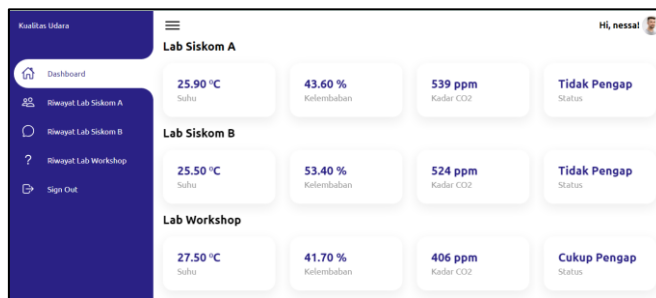 Kualitas Udara
Hi, nessa!
Dashboard
Riwayat Lab Siskom A
Riwayat Lab Siskom B
? Riwayat Lab Workshop
Sign Out
Lab Siskom A
25.90 °C
Suhu
43.60 %
Kelembaban
539 ppm
Kadar CO2
Tidak Pengap
Status
Lab Siskom B
25.50 °C
Suhu
53.40 %
Kelembaban
524 ppm
Kadar CO2
Tidak Pengap
Status
Lab Workshop
27.50 °C
Suhu
41.70 %
Kelembaban
406 ppm
Kadar CO2
Cukup Pengap
Status